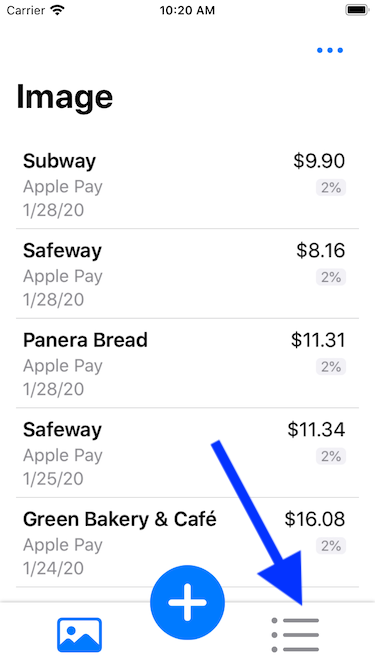 Carrier 10:20 AM
Image
Subway $9.90
Apple Pay 2%
1/28/20
Safeway $8.16
Apple Pay 2%
1/28/20
Panera Bread $11.31
Apple Pay 2%
1/28/20
Safeway $11.34
Apple Pay 2%
1/25/20
Green Bakery & Café $16.08
Apple Pay 2%
1/24/20